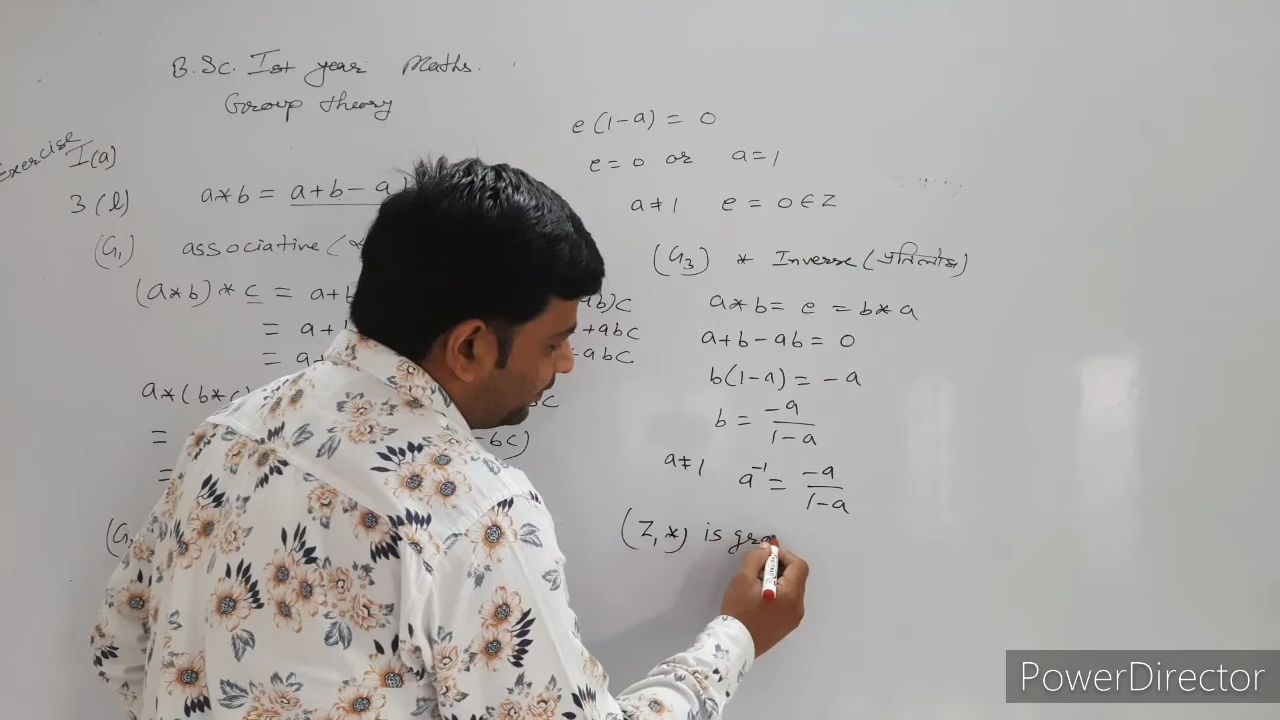 B.Sc. Ist year Maths.
Group theory
Exercise I(a)
3(l) a*b = a+b-a
(G₁) associative (
(a*b)*c = a+b ab)c
= a+ +abc
= a+ -abc
a*(b*c) bc
= -bc)
=
(G
e(1-a) = 0
e=0 or a=1
a≠1 e = 0∈Z
(G₃) * Inverse (प्रतिलोम)
a*b = e = b*a
a+b-ab = 0
b(1-a) = -a
b = -a/1-a
a≠1 a⁻¹ = -a/1-a
(Z,*) is gro
PowerDirector